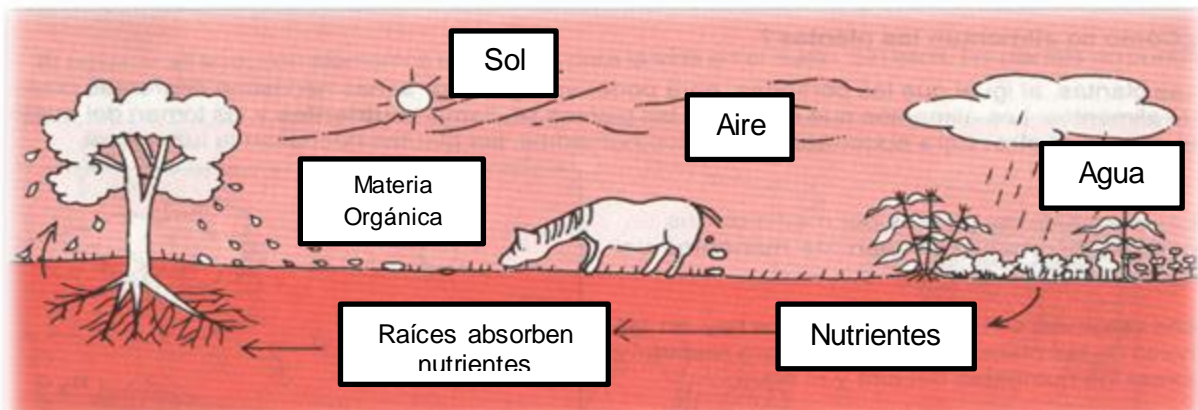 Sol
Aire
Materia
Orgánica
Agua
Raíces absorben
nutrientes
Nutrientes